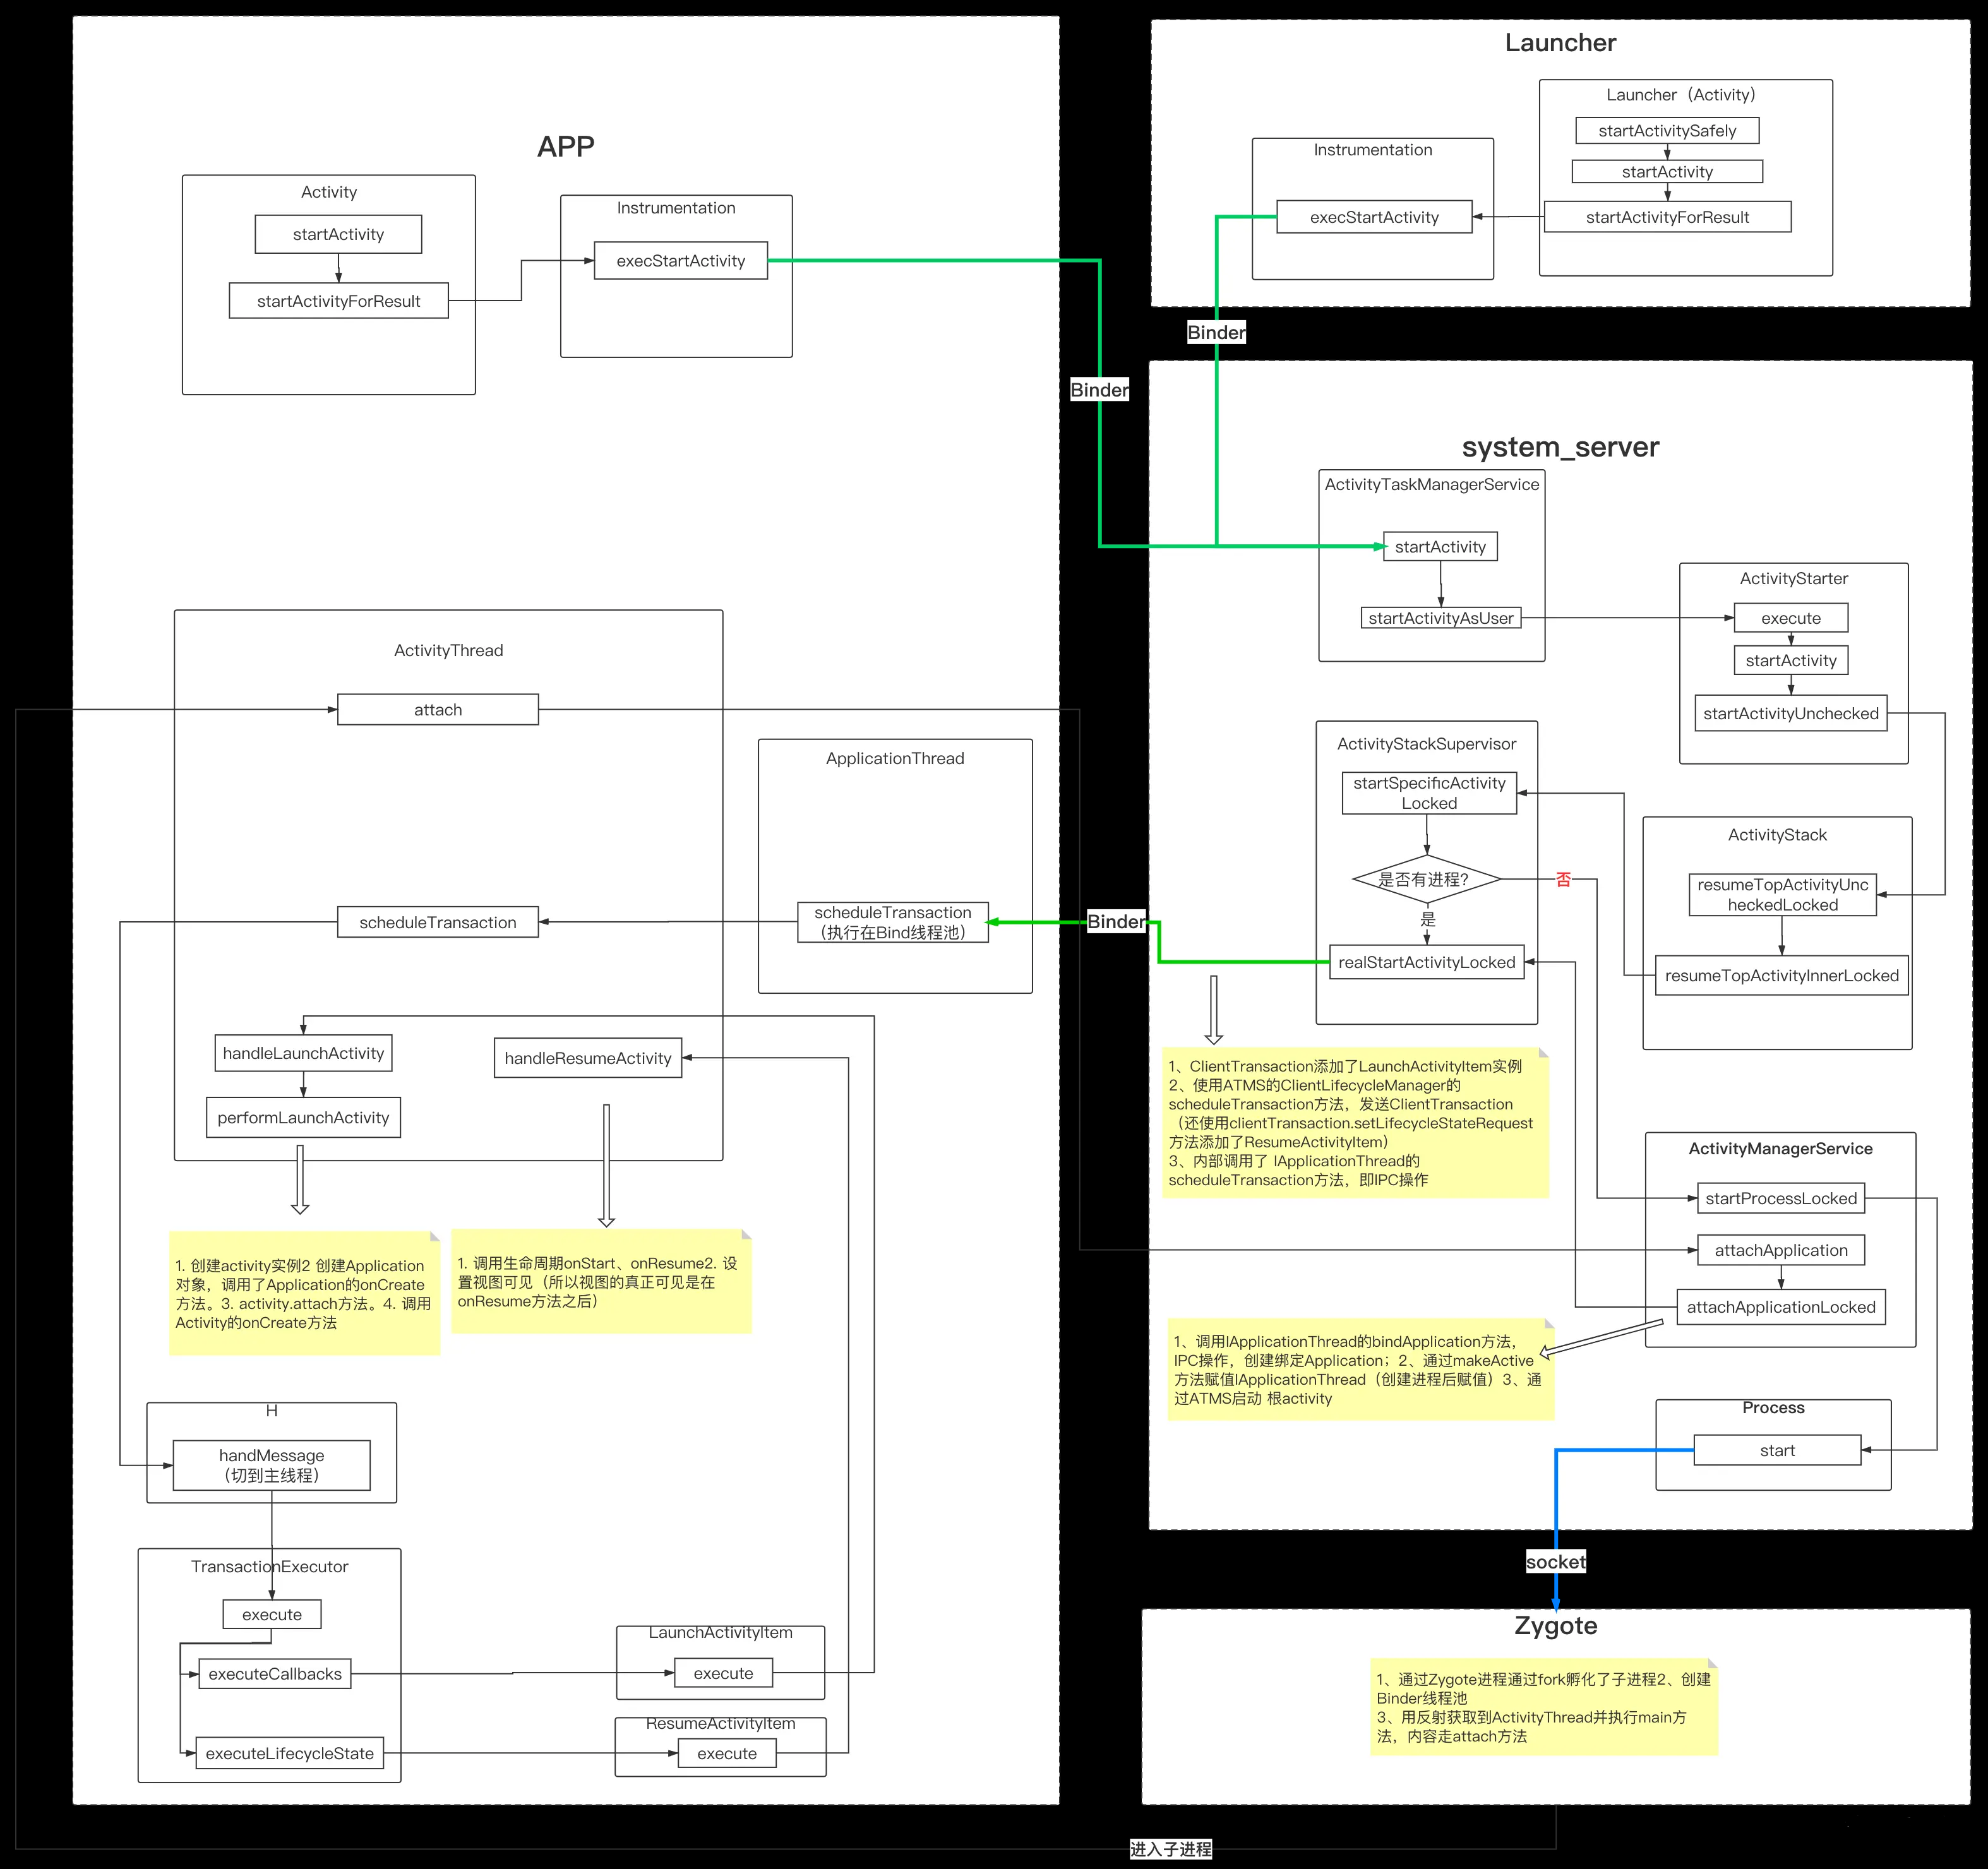 APP
Activity
startActivity
startActivityForResult
Instrumentation
execStartActivity
Launcher
Launcher（Activity）
startActivitySafely
startActivity
startActivityForResult
Instrumentation
execStartActivity
Binder
Binder
system_server
ActivityTaskManagerService
startActivity
startActivityAsUser
ActivityStarter
execute
startActivity
startActivityUnchecked
ActivityStackSupervisor
startSpecificActivity
Locked
是否有进程?
否
是
realStartActivityLocked
ActivityStack
resumeTopActivityUnc
heckedLocked
resumeTopActivityInnerLocked
ActivityThread
attach
scheduleTransaction
ApplicationThread
scheduleTransaction
（执行在Bind线程池）
Binder
handleLaunchActivity
performLaunchActivity
handleResumeActivity
1、ClientTransaction添加了LaunchActivityItem实例
2、使用ATMS的ClientLifecycleManager的
scheduleTransaction方法，发送ClientTransaction
（还使用clientTransaction.setLifecycleStateRequest
方法添加了ResumeActivityItem）
3、内部调用了 IApplicationThread的
scheduleTransaction方法，即IPC操作
ActivityManagerService
startProcessLocked
attachApplication
attachApplicationLocked
1. 创建activity实例2 创建Application
对象，调用了Application的onCreate
方法。3. activity.attach方法。4. 调用
Activity的onCreate方法
1. 调用生命周期onStart、onResume2. 设
置视图可见（所以视图的真正可见是在
onResume方法之后）
1、调用IApplicationThread的bindApplication方法，
IPC操作，创建绑定Application；2、通过makeActive
方法赋值IApplicationThread（创建进程后赋值）3、通
过ATMS启动 根activity
Process
start
H
handMessage
（切到主线程）
TransactionExecutor
execute
executeCallbacks
executeLifecycleState
LaunchActivityItem
execute
ResumeActivityItem
execute
socket
Zygote
1、通过Zygote进程通过fork孵化了子进程2、创建
Binder线程池
3、用反射获取到ActivityThread并执行main方
法，内容走attach方法
进入子进程